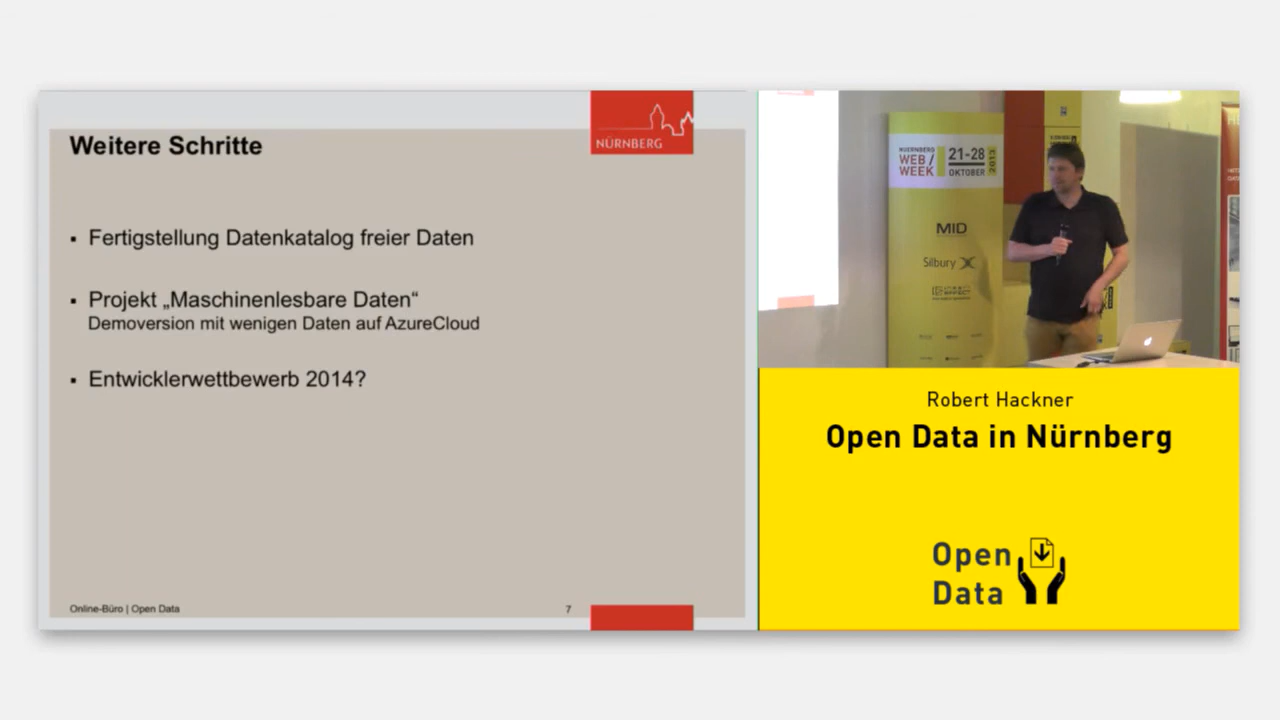 Weitere Schritte
NÜRNBERG
▪ Fertigstellung Datenkatalog freier Daten
▪ Projekt „Maschinenlesbare Daten“
Demoversion mit wenigen Daten auf AzureCloud
▪ Entwicklerwettbewerb 2014?
Online-Büro | Open Data
7
NUERNBERG
WEB/
WEEK
21-28
OKTOBER
2013
MID
Silbury
Robert Hackner
Open Data in Nürnberg
Open
Data